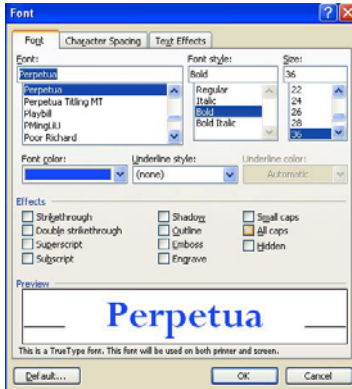 Font
Font Character Spacing Text Effects
Font: Font style: Size:
Perpetua Bold 36
Perpetua Regular 22
Perpetua Titling MT Italic 24
Playbill Bold 26
PMingLiU Bold Italic 28
Poor Richard 36
Font color: Underline style: Underline color:
(none) Automatic
Effects
Strikethrough Shadow Small caps
Double strikethrough Outline All caps
Superscript Emboss Hidden
Subscript Engrave
Preview
Perpetua
This is a TrueType font. This font will be used on both printer and screen.
Default... OK Cancel